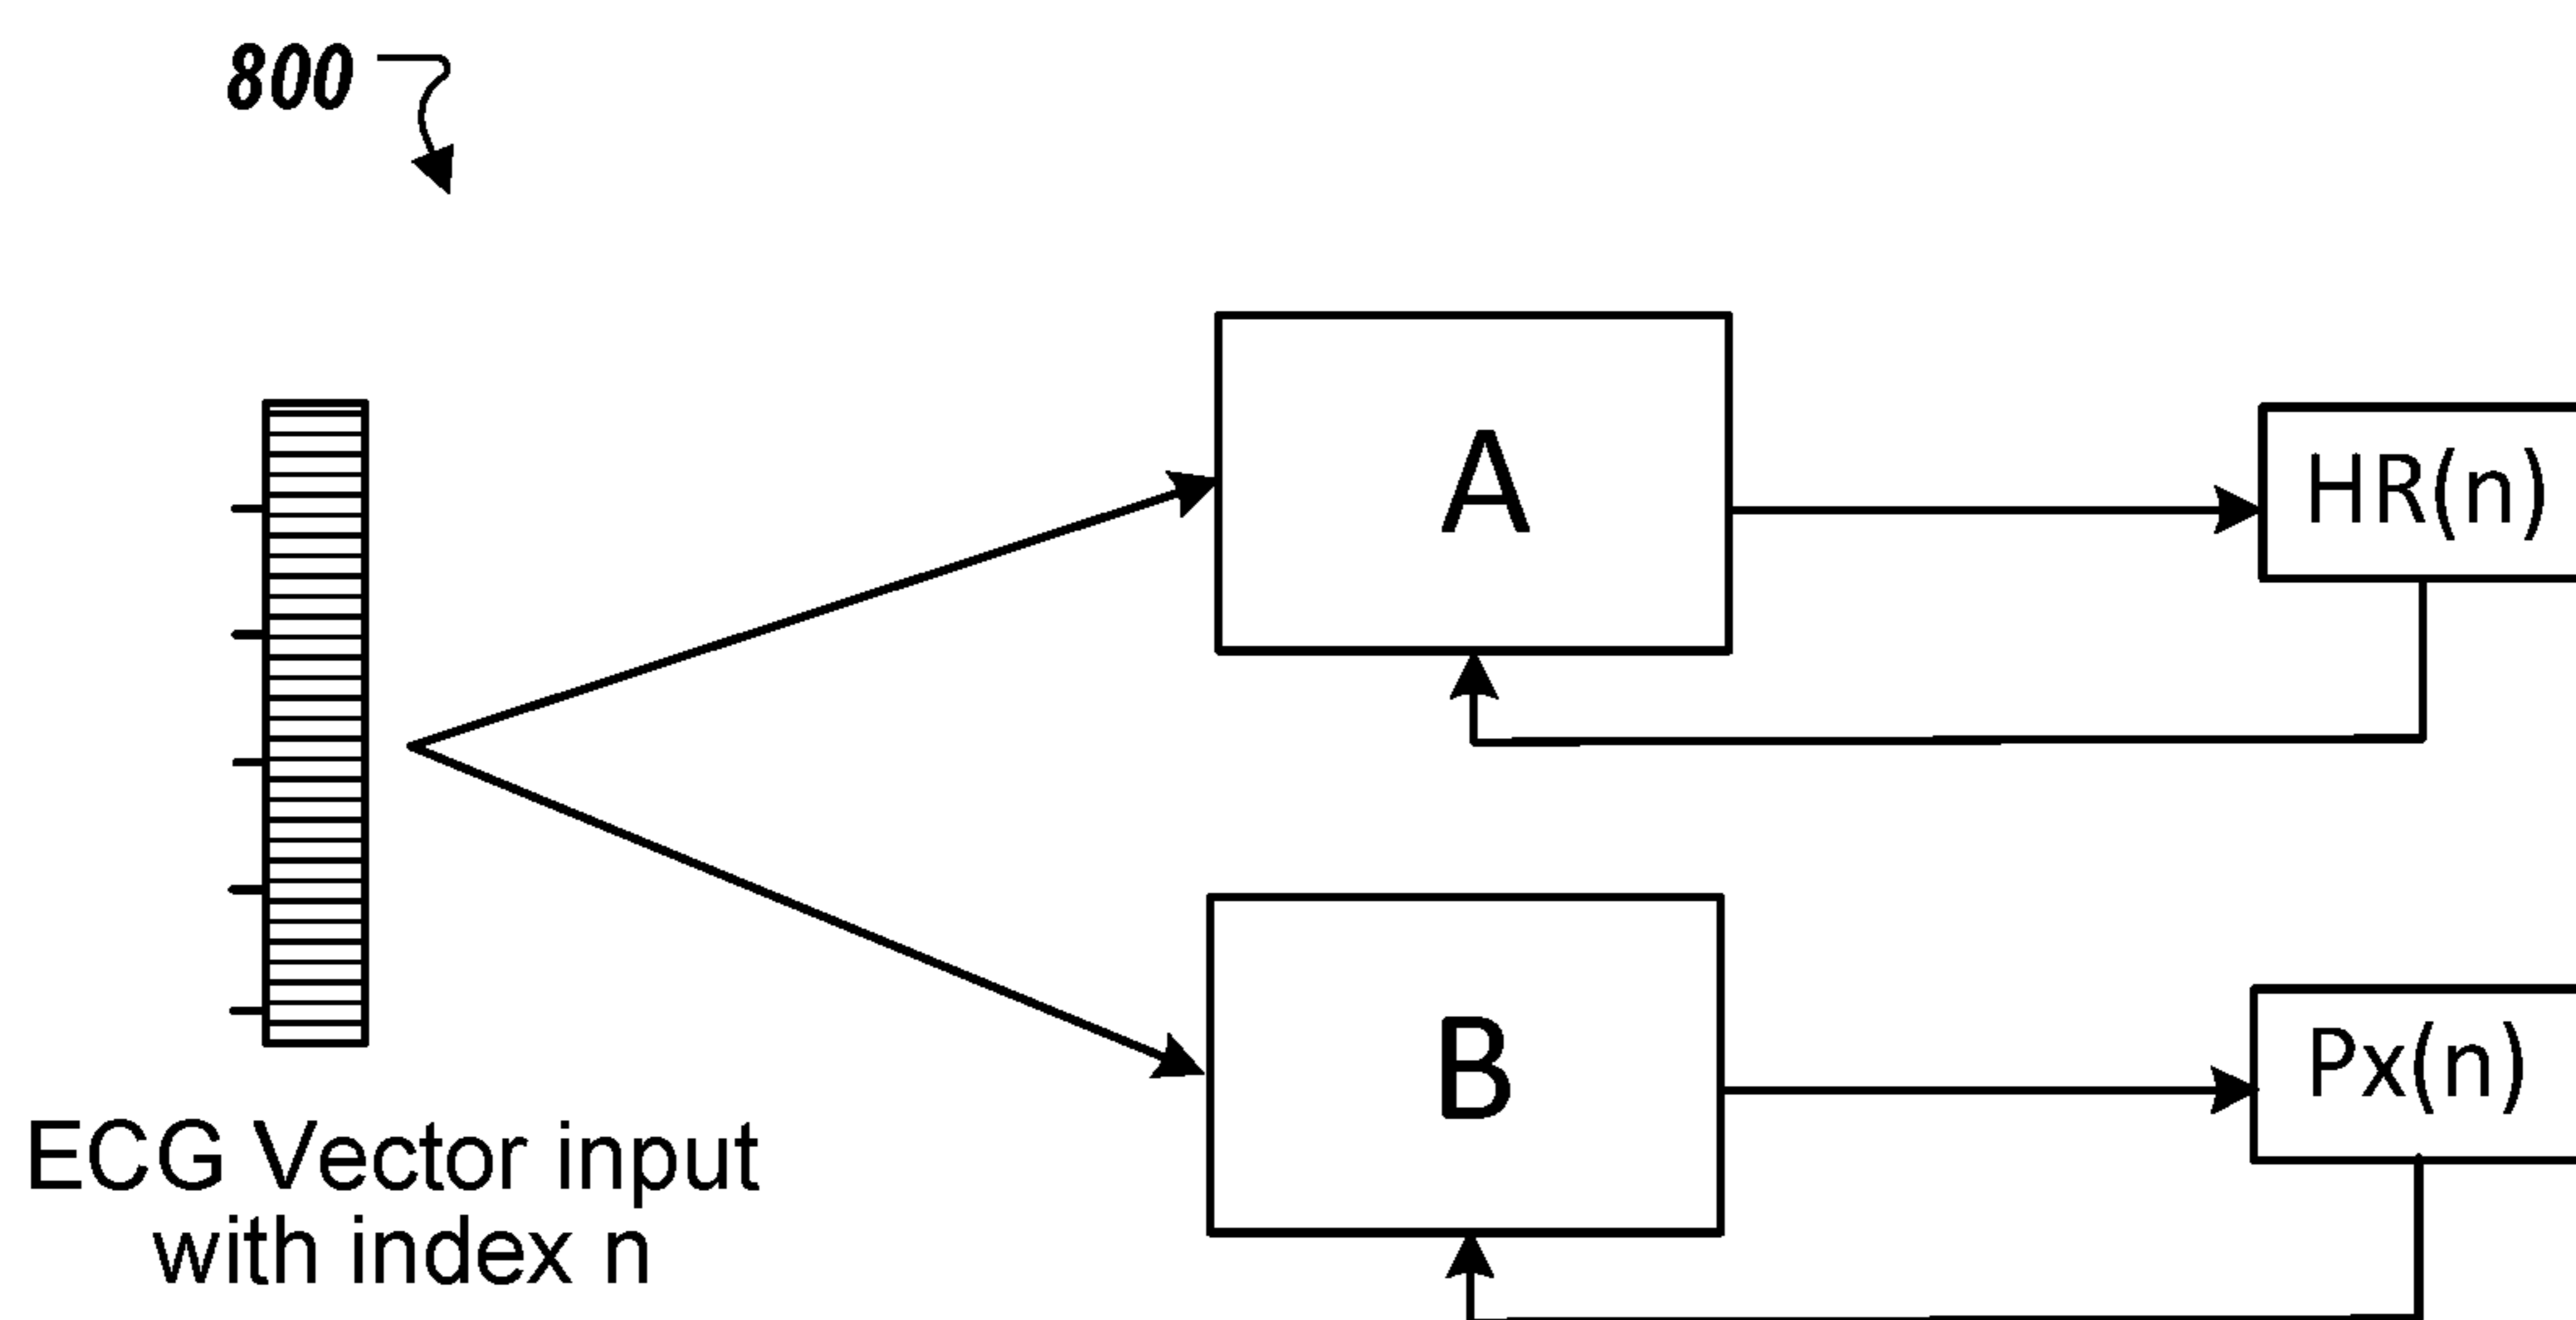 800
A
HR(n)
B
Px(n)
ECG Vector input
with index n